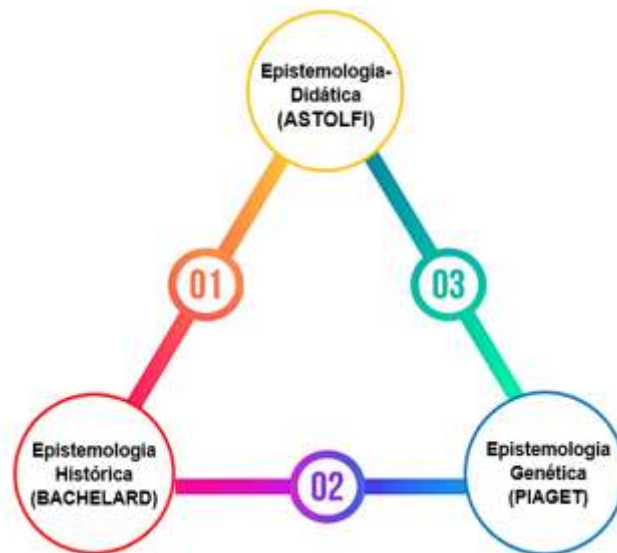 Epistemologia-
Didática
(ASTOLFI)
01
03
Epistemologia
Histórica
(BACHELARD)
02
Epistemologia
Genética
(PIAGET)